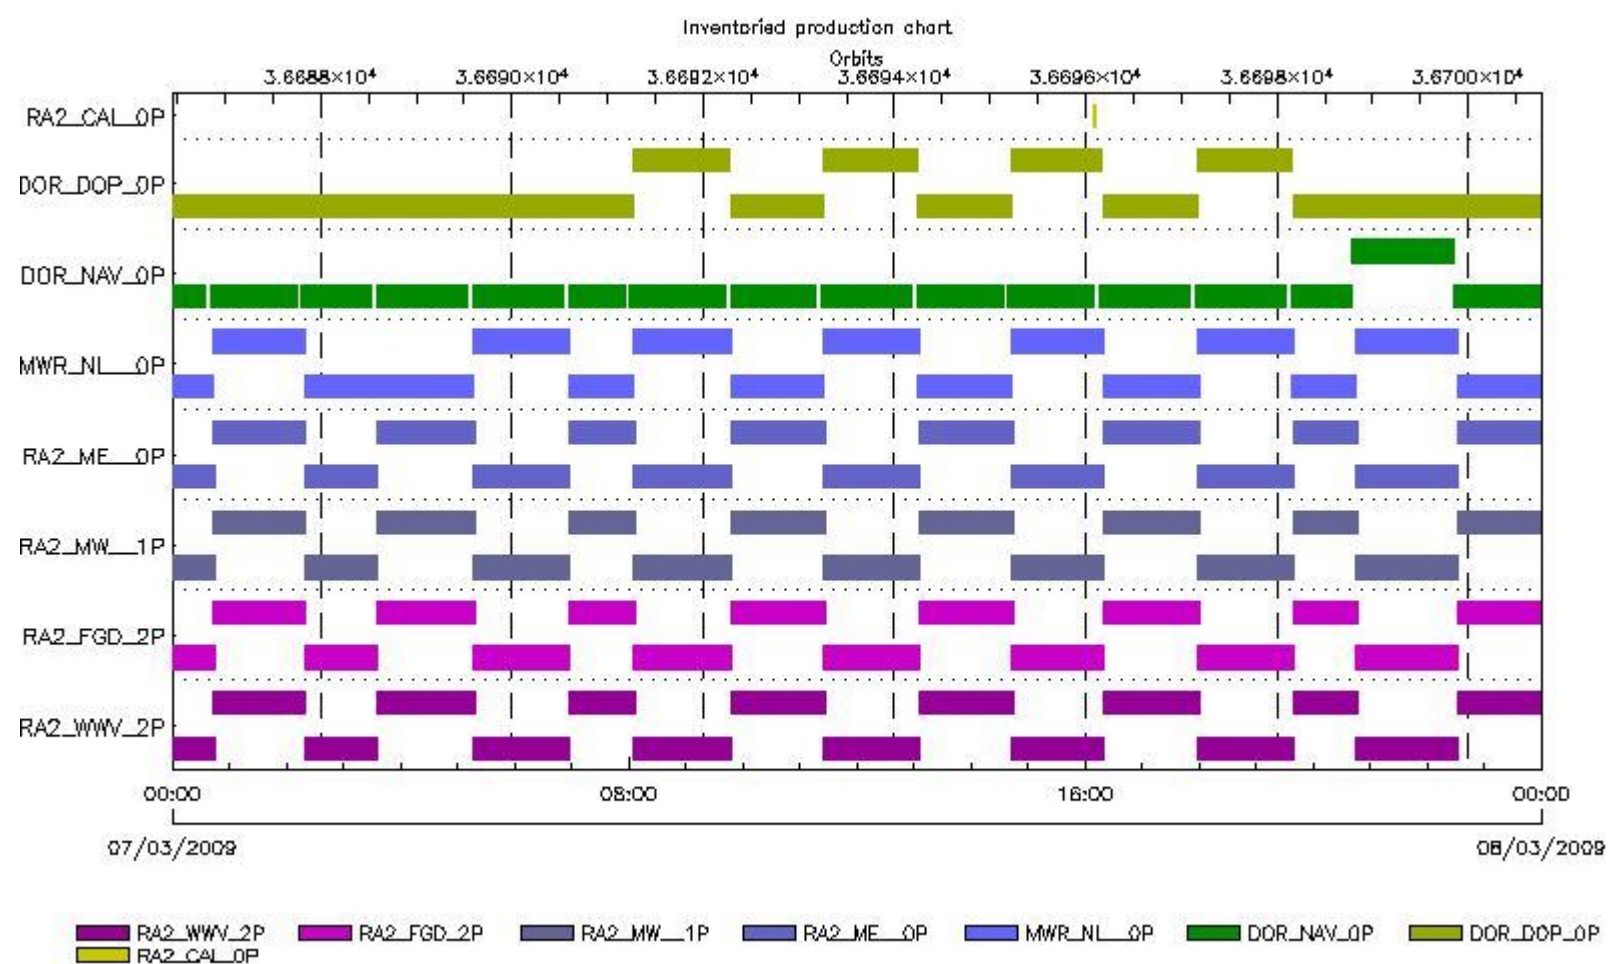 Inventoried production chart
Orbits
3.6688×10⁴ 3.6690×10⁴ 3.6692×10⁴ 3.6694×10⁴ 3.6696×10⁴ 3.6698×10⁴ 3.6700×10⁴
RA2_CAL_0P
DOR_DOP_0P
DOR_NAV_0P
MWR_NL__0P
RA2_ME__0P
RA2_MW__1P
RA2_FGD_2P
RA2_WWV_2P
00:00 08:00 16:00 00:00
07/03/2009 08/03/2009
RA2_WWV_2P RA2_FGD_2P RA2_MW__1P RA2_ME__0P MWR_NL__0P DOR_NAV_0P DOR_DOP_0P
RA2_CAL_0P